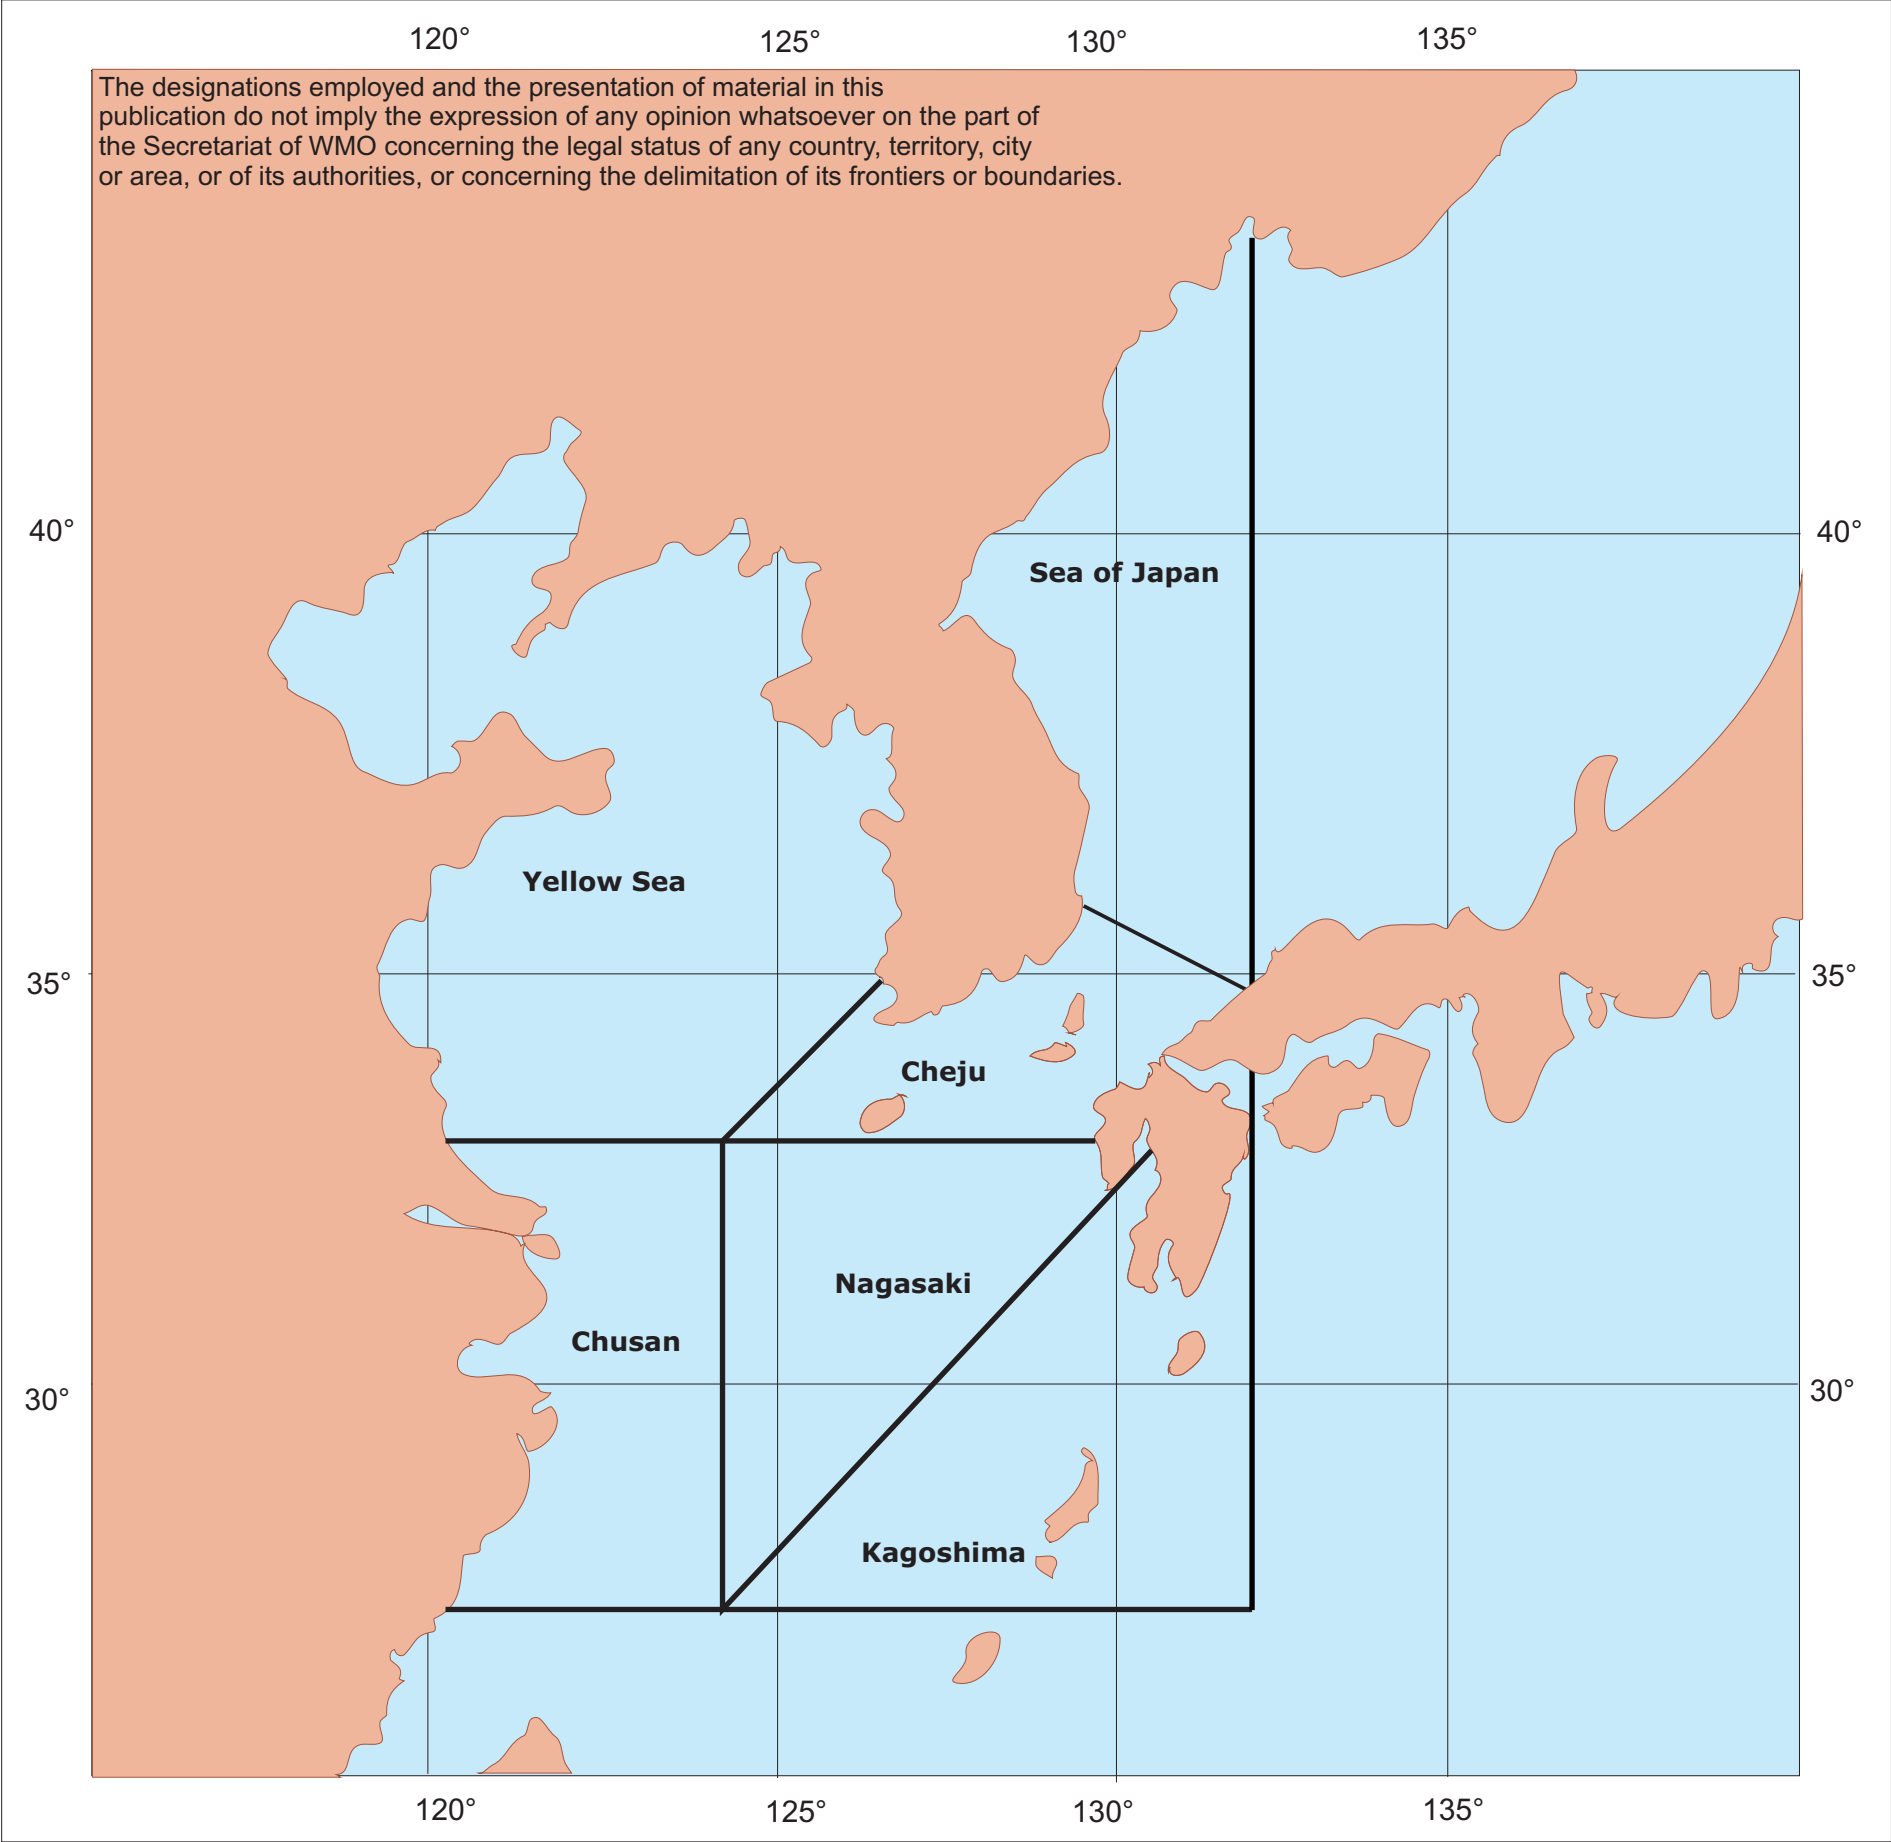 120° 125° 130° 135°
The designations employed and the presentation of material in this
publication do not imply the expression of any opinion whatsoever on the part of
the Secretariat of WMO concerning the legal status of any country, territory, city
or area, or of its authorities, or concerning the delimitation of its frontiers or boundaries.
40° 40°
Sea of Japan
Yellow Sea
35° 35°
Cheju
Nagasaki
Chusan
30° 30°
Kagoshima
120° 125° 130° 135°